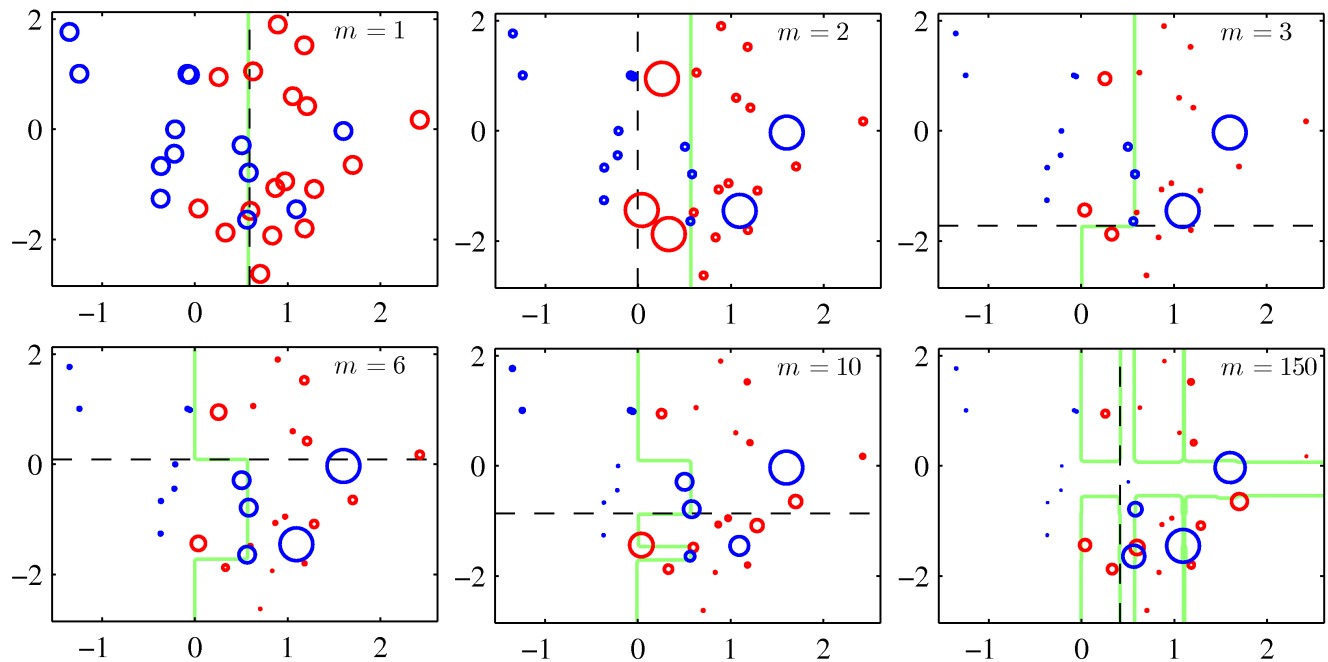 2 m = 1 2 m = 2 2 m = 3
0 0 0
−2 −2 −2
−1 0 1 2 −1 0 1 2 −1 0 1 2
2 m = 6 2 m = 10 2 m = 150
0 0 0
−2 −2 −2
−1 0 1 2 −1 0 1 2 −1 0 1 2